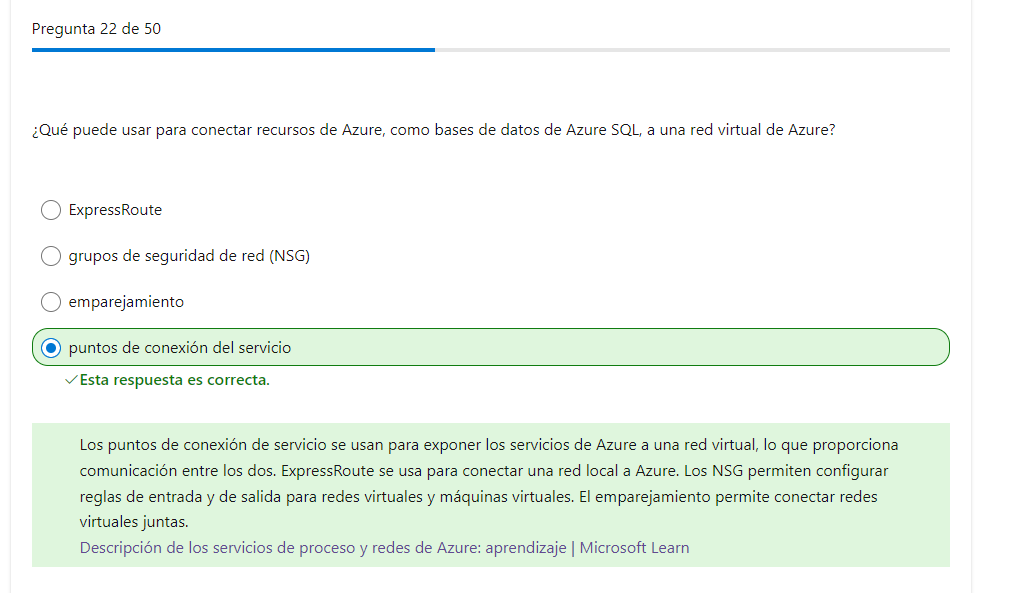 Pregunta 22 de 50
¿Qué puede usar para conectar recursos de Azure, como bases de datos de Azure SQL, a una red virtual de Azure?
ExpressRoute
grupos de seguridad de red (NSG)
emparejamiento
puntos de conexión del servicio
Esta respuesta es correcta.
Los puntos de conexión de servicio se usan para exponer los servicios de Azure a una red virtual, lo que proporciona
comunicación entre los dos. ExpressRoute se usa para conectar una red local a Azure. Los NSG permiten configurar
reglas de entrada y de salida para redes virtuales y máquinas virtuales. El emparejamiento permite conectar redes
virtuales juntas.
Descripción de los servicios de proceso y redes de Azure: aprendizaje | Microsoft Learn